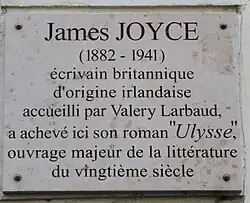 James JOYCE
(1882 - 1941)
écrivain britannique
d'origine irlandaise
accueilli par Valery Larbaud,
a achevé ici son roman "Ulysse",
ouvrage majeur de la littérature
du vingtième siècle